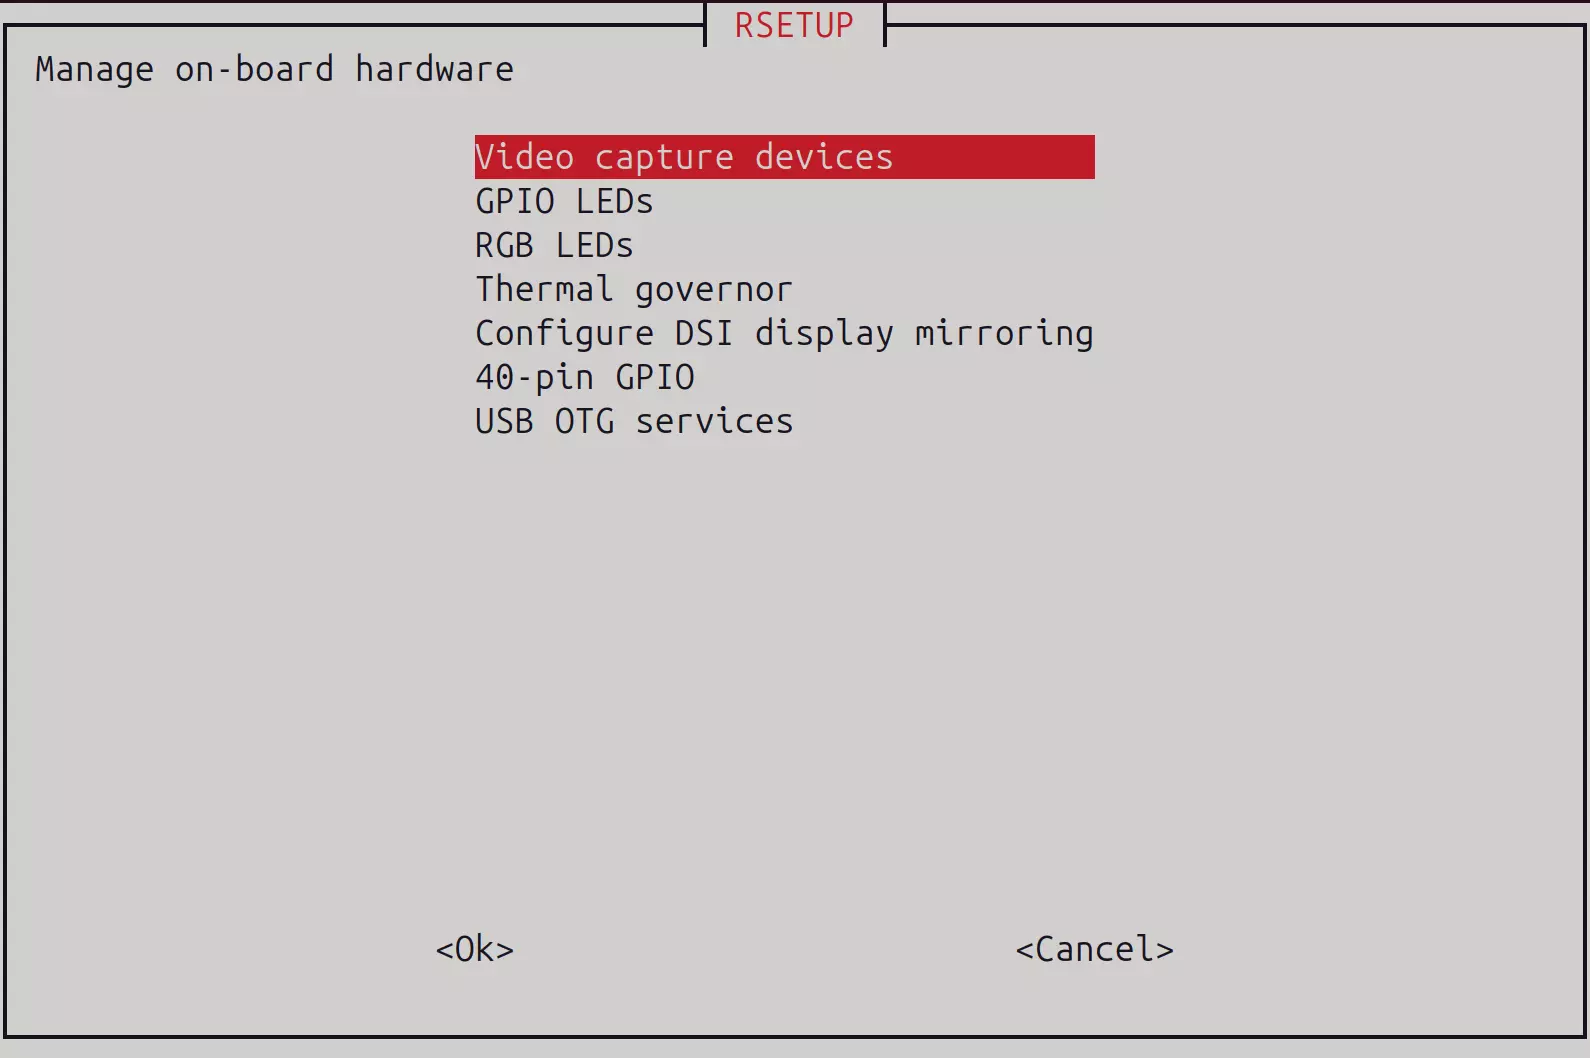 RSETUP
Manage on-board hardware
Video capture devices
GPIO LEDs
RGB LEDs
Thermal governor
Configure DSI display mirroring
40-pin GPIO
USB OTG services
<Ok> <Cancel>